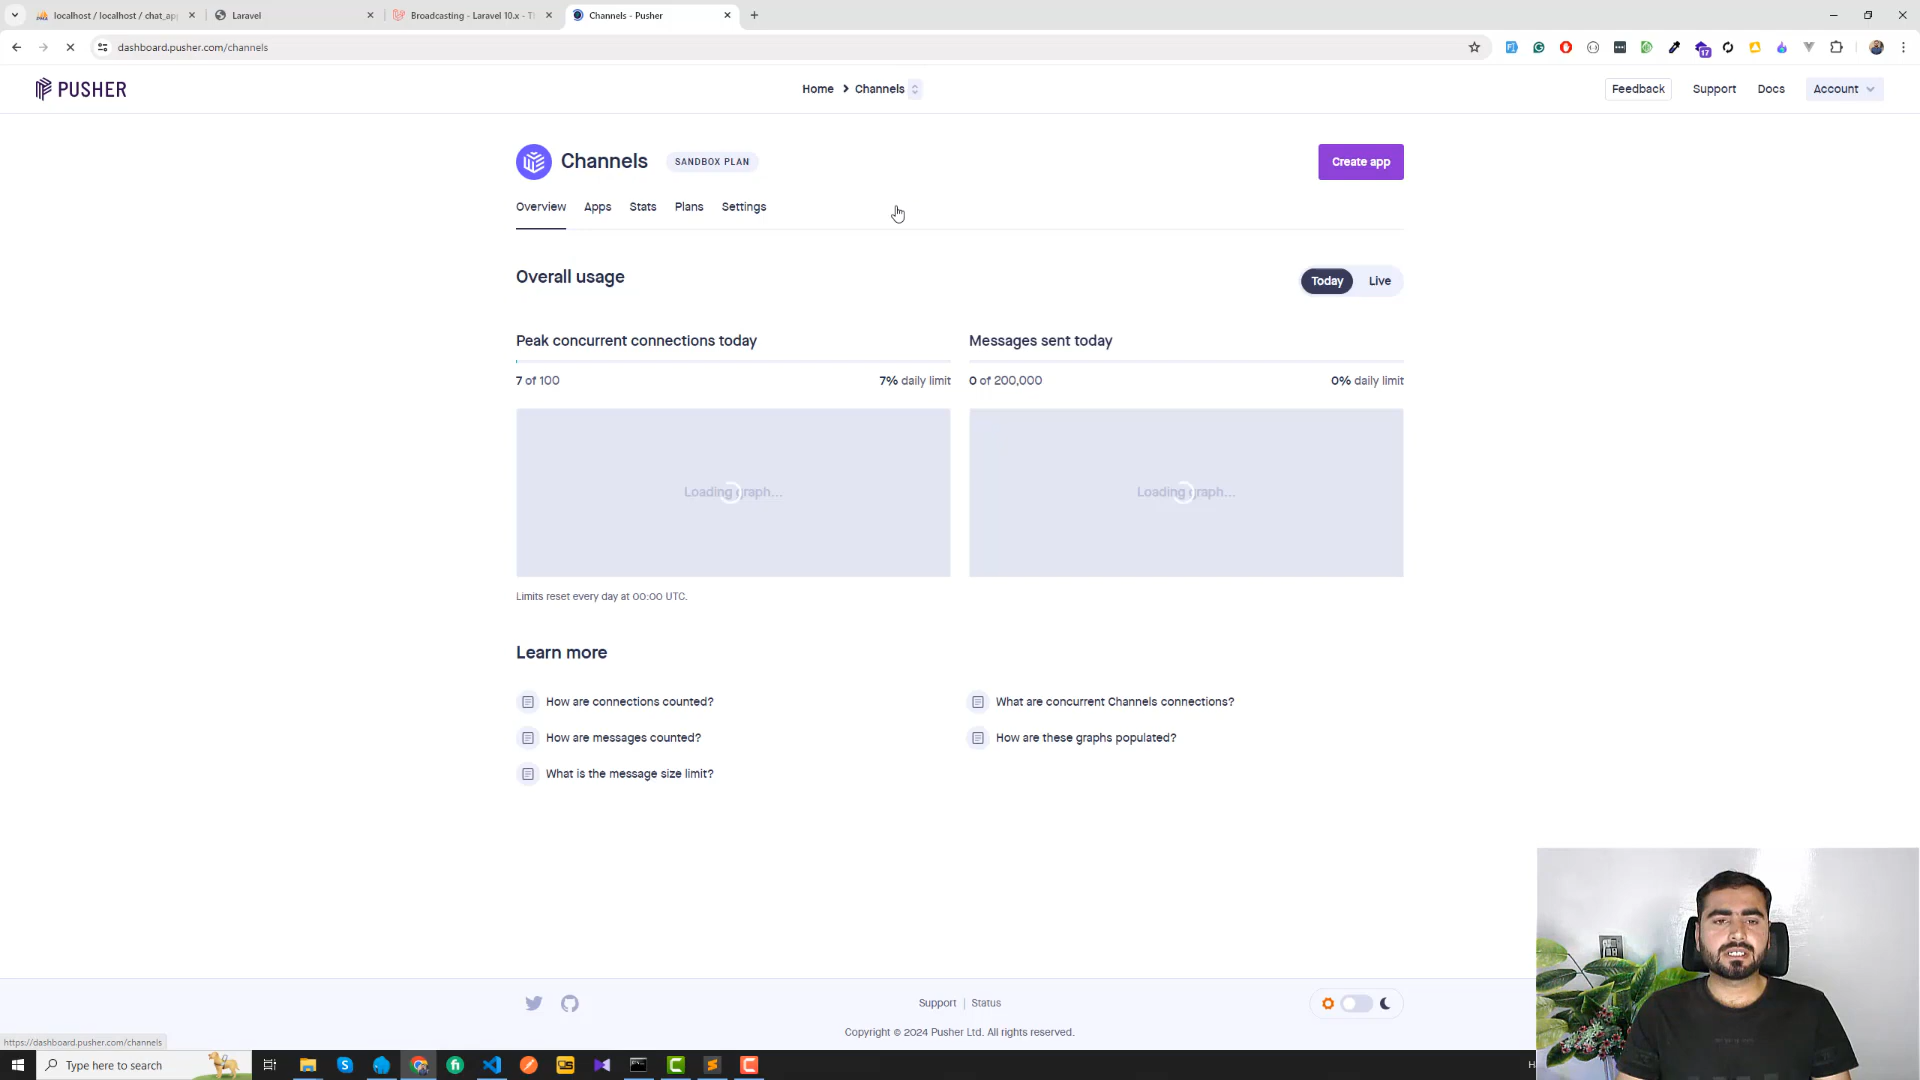 localhost / localhost / chat_ap
Laravel
Broadcasting - Laravel 10.x - T
Channels - Pusher
dashboard.pusher.com/channels
17
PUSHER
Home
Channels
Feedback
Support
Docs
Account
Channels
SANDBOX PLAN
Create app
Overview
Apps
Stats
Plans
Settings
Overall usage
Today
Live
Peak concurrent connections today
7 of 100
7% daily limit
Messages sent today
0 of 200,000
0% daily limit
Loading graph...
Loading graph...
Limits reset every day at 00:00 UTC.
Learn more
How are connections counted?
What are concurrent Channels connections?
How are messages counted?
How are these graphs populated?
What is the message size limit?
Support | Status
Copyright © 2024 Pusher Ltd. All rights reserved.
https://dashboard.pusher.com/channels
Type here to search